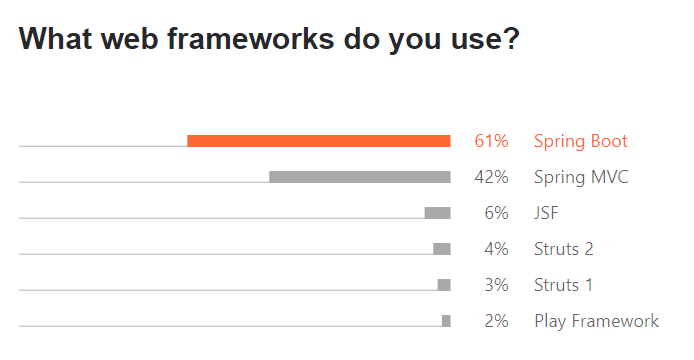 What web frameworks do you use?
61% Spring Boot
42% Spring MVC
6% JSF
4% Struts 2
3% Struts 1
2% Play Framework